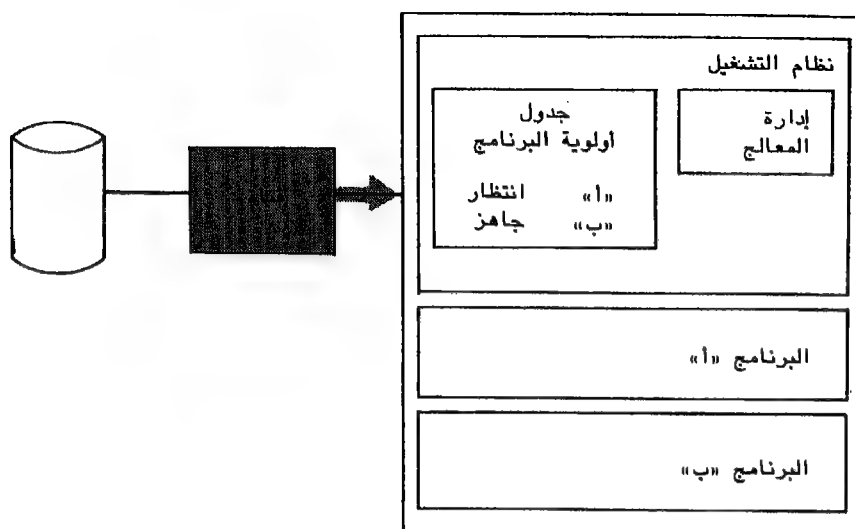 نظام التشغيل
إدارة
المعالج
جدول
أولوية البرنامج
«أ» انتظار
«ب» جاهز
البرنامج «أ»
البرنامج «ب»